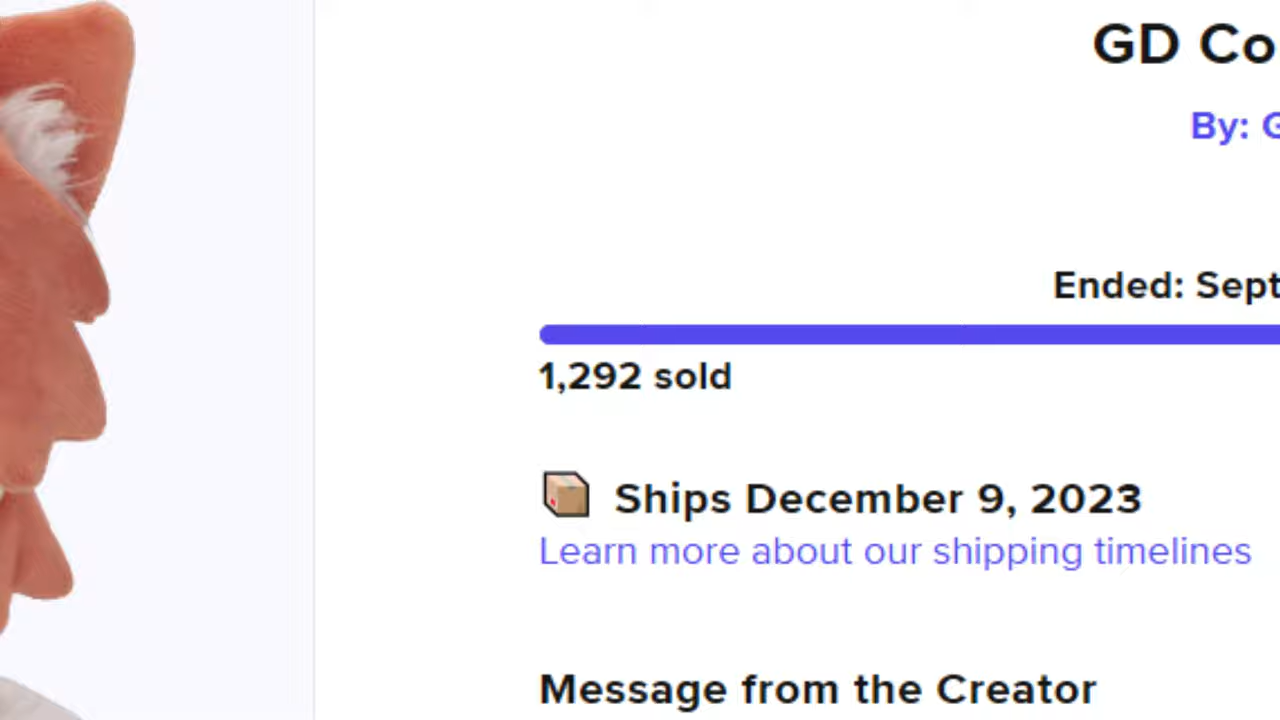 GD Co
By: G
Ended: Sept
1,292 sold
Ships December 9, 2023
Learn more about our shipping timelines
Message from the Creator